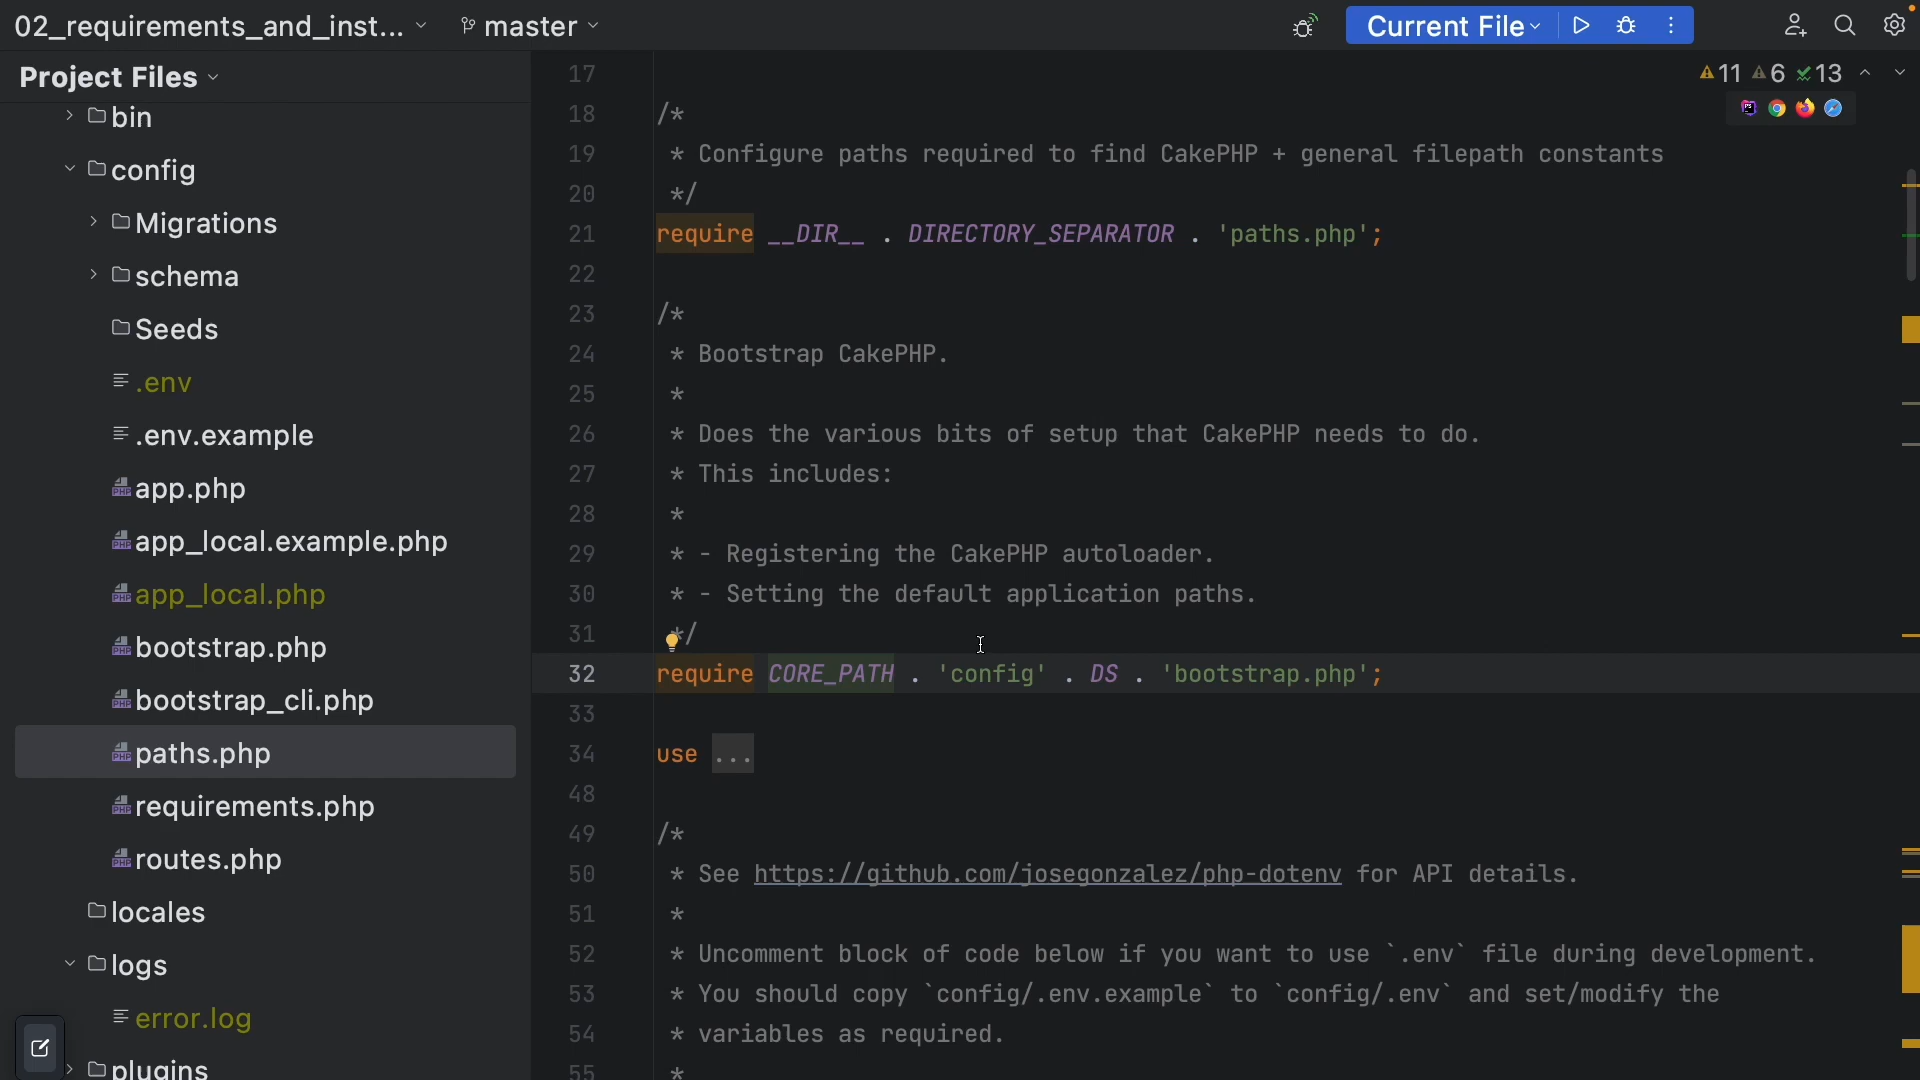 02_requirements_and_inst...
master
Current File
Project Files
bin
config
Migrations
schema
Seeds
.env
.env.example
app.php
app_local.example.php
app_local.php
bootstrap.php
bootstrap_cli.php
paths.php
requirements.php
routes.php
locales
logs
error.log
plugins
11 6 13
17
18 /*
19 * Configure paths required to find CakePHP + general filepath constants
20 */
21 require __DIR__ . DIRECTORY_SEPARATOR . 'paths.php';
22
23 /*
24 * Bootstrap CakePHP.
25 *
26 * Does the various bits of setup that CakePHP needs to do.
27 * This includes:
28 *
29 * - Registering the CakePHP autoloader.
30 * - Setting the default application paths.
31 */
32 require CORE_PATH . 'config' . DS . 'bootstrap.php';
33
34 use ...
48
49 /*
50 * See https://github.com/josegonzalez/php-dotenv for API details.
51 *
52 * Uncomment block of code below if you want to use `.env` file during development.
53 * You should copy `config/.env.example` to `config/.env` and set/modify the
54 * variables as required.
55 *